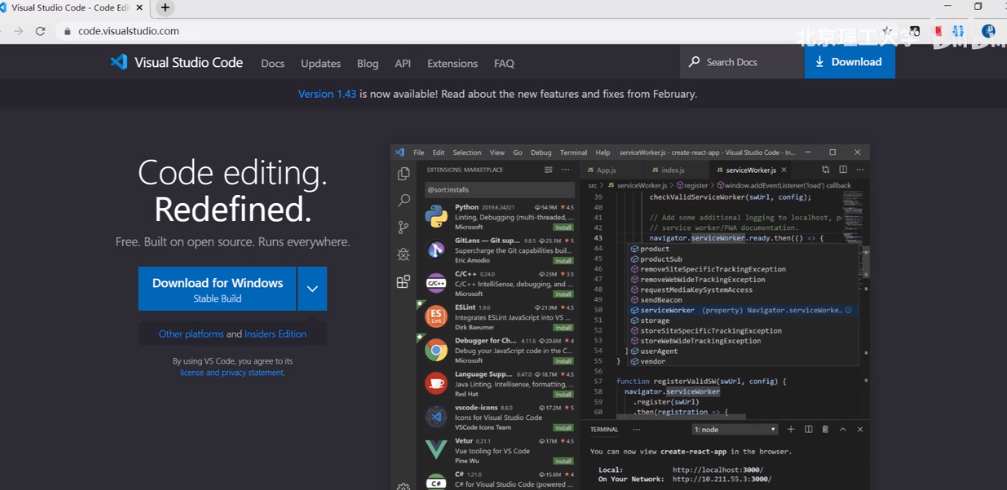 Visual Studio Code - Code Edi
code.visualstudio.com
北京理工大学
Visual Studio Code
Docs
Updates
Blog
API
Extensions
FAQ
Search Docs
Download
Version 1.43 is now available! Read about the new features and fixes from February.
Code editing.
Redefined.
Free. Built on open source. Runs everywhere.
Download for Windows
Stable Build
Other platforms and Insiders Edition
By using VS Code, you agree to its
license and privacy statement.
File Edit Selection View Go Debug Terminal Help
serviceWorker.js - create-react-app - Visual Studio Code - In...
EXTENSIONS: MARKETPLACE
@sort:installs
Python 2019.6.24221 54.9M 4.5
Linting, Debugging (multi-threaded, ...
Microsoft Install
GitLens — Git sup... 9.8.5 23.1M 5
Supercharge the Git capabilities buil...
Eric Amodio Install
C/C++ 0.24.0 23M 3.5
C/C++ IntelliSense, debugging, and ...
Microsoft Install
ESLint 1.9.0 21.9M 4.5
Integrates ESLint JavaScript into VS ...
Dirk Baeumer Install
Debugger for Ch... 4.11.6 20.6M 4
Debug your JavaScript code in the C...
Microsoft Install
Language Supp... 0.47.0 18.7M 4.5
Java Linting, Intellisense, formatting, ...
Red Hat Install
vscode-icons 8.8.0 17.2M 5
Icons for Visual Studio Code
VSCode Icons Team Install
Vetur 0.21.1 17M 4.5
Vue tooling for VS Code
Pine Wu Install
C# 1.21.0 15.6M 4
C# for Visual Studio Code (powered ...
App.js
index.js
serviceWorker.js
src > serviceWorker.js > register > window.addEventListener('load') callback
39 checkValidServiceWorker(swUrl, config);
40
41 // Add some additional logging to localhost, p
42 // service worker/PWA documentation.
43 navigator.serviceWorker.ready.then(() => {
44 product
45 productSub
46 removeSiteSpecificTrackingException
47 removeWebWideTrackingException
48 requestMediaKeySystemAccess
49 sendBeacon
50 serviceWorker (property) Navigator.serviceWorke...
51 storage
52 storeSiteSpecificTrackingException
53 storeWebWideTrackingException
54 } userAgent
55 } vendor
56
57 function registerValidSW(swUrl, config) {
58 navigator.serviceWorker
59 .register(swUrl)
60 .then(registration => {
TERMINAL
1: node
You can now view create-react-app in the browser.
Local: http://localhost:3000/
On Your Network: http://10.211.55.3:3000/